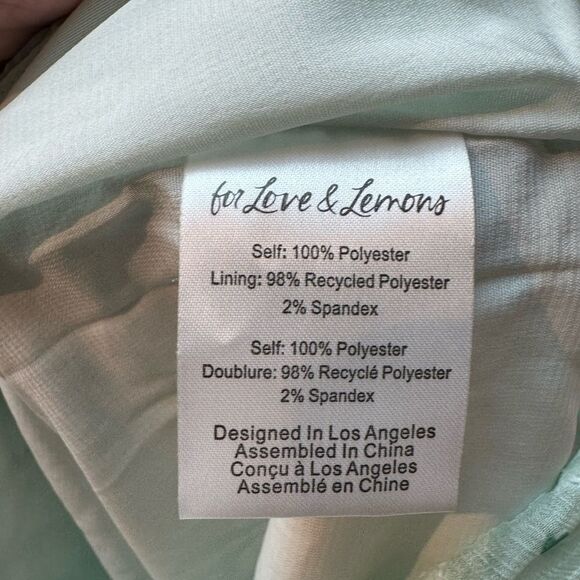 for Love & Lemons
Self: 100% Polyester
Lining: 98% Recycled Polyester
2% Spandex
Self: 100% Polyester
Doublure: 98% Recyclé Polyester
2% Spandex
Designed In Los Angeles
Assembled In China
Conçu à Los Angeles
Assemblé en Chine